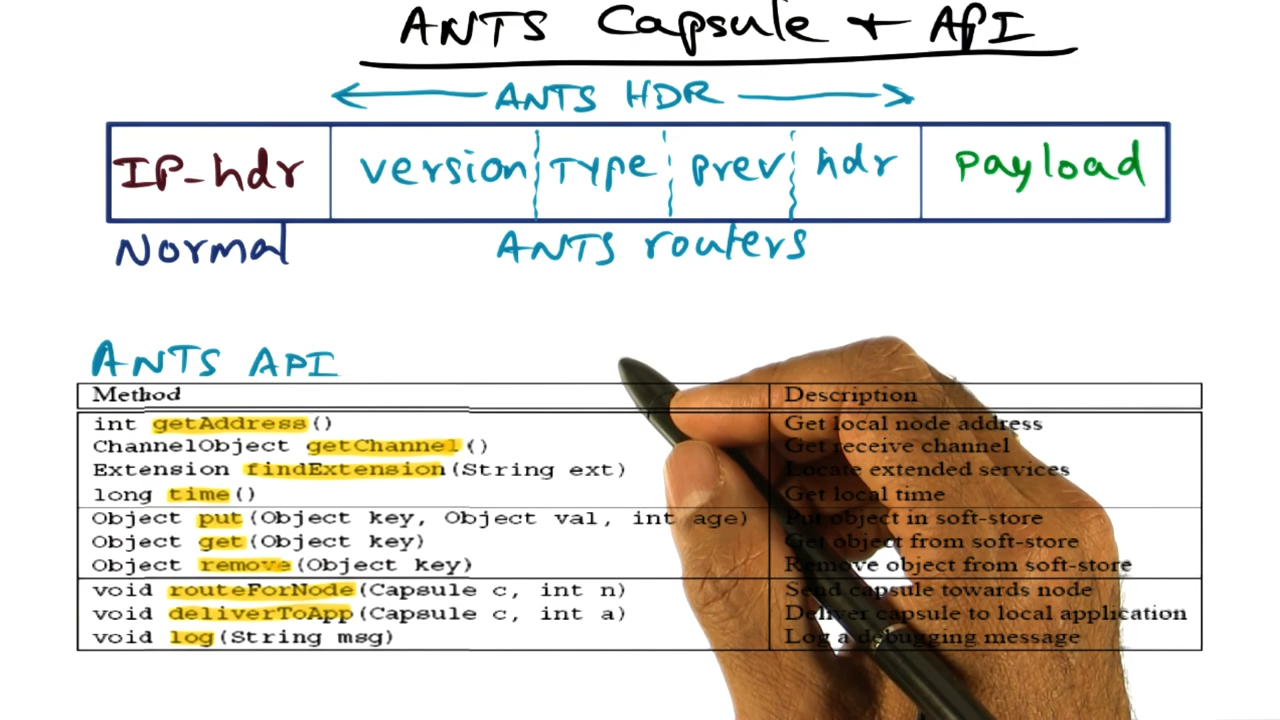 ANTS Capsule + API
ANTS HDR
IP-hdr version Type prev hdr Payload
Normal ANTS routers
ANTS API
Method Description
int getAddress() Get local node address
ChannelObject getChannel() Get receive channel
Extension findExtension(String ext) Locate extended services
long time() Get local time
Object put(Object key, Object val, int age) Put object in soft-store
Object get(Object key) Get object from soft-store
Object remove(Object key) Remove object from soft-store
void routeForNode(Capsule c, int n) Send capsule towards node
void deliverToApp(Capsule c, int a) Deliver capsule to local application
void log(String msg) Log a debugging message